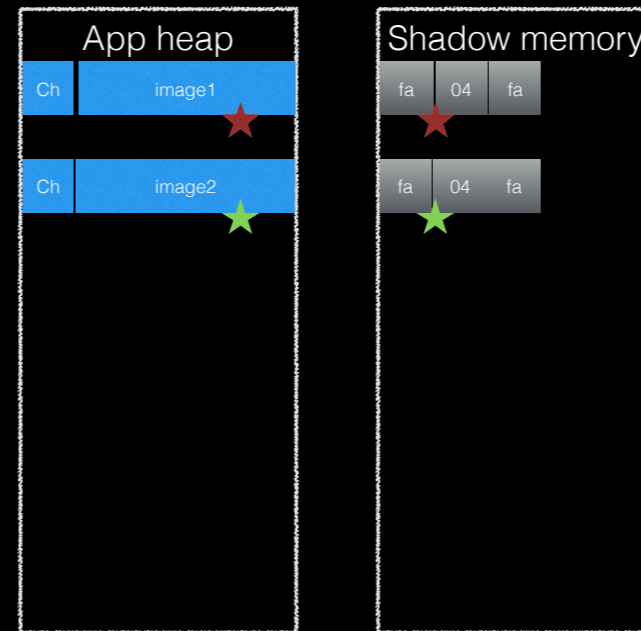 App heap
Ch image1
Ch image2
Shadow memory
fa 04 fa
fa 04 fa